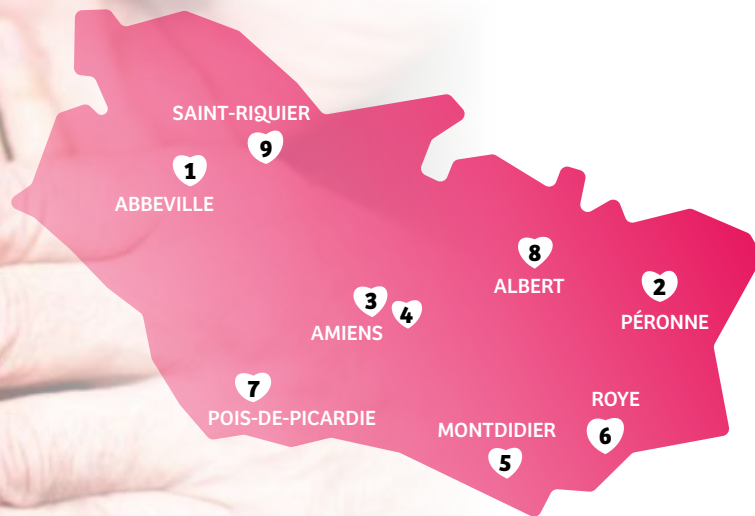 SAINT-RIQUIER
9
1
ABBEVILLE
8
ALBERT
2
PÉRONNE
3
4
AMIENS
7
POIS-DE-PICARDIE
ROYE
6
MONTDIDIER
5